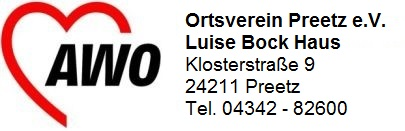 AWO
Ortsverein Preetz e.V.
Luise Bock Haus
Klosterstraße 9
24211 Preetz
Tel. 04342 - 82600